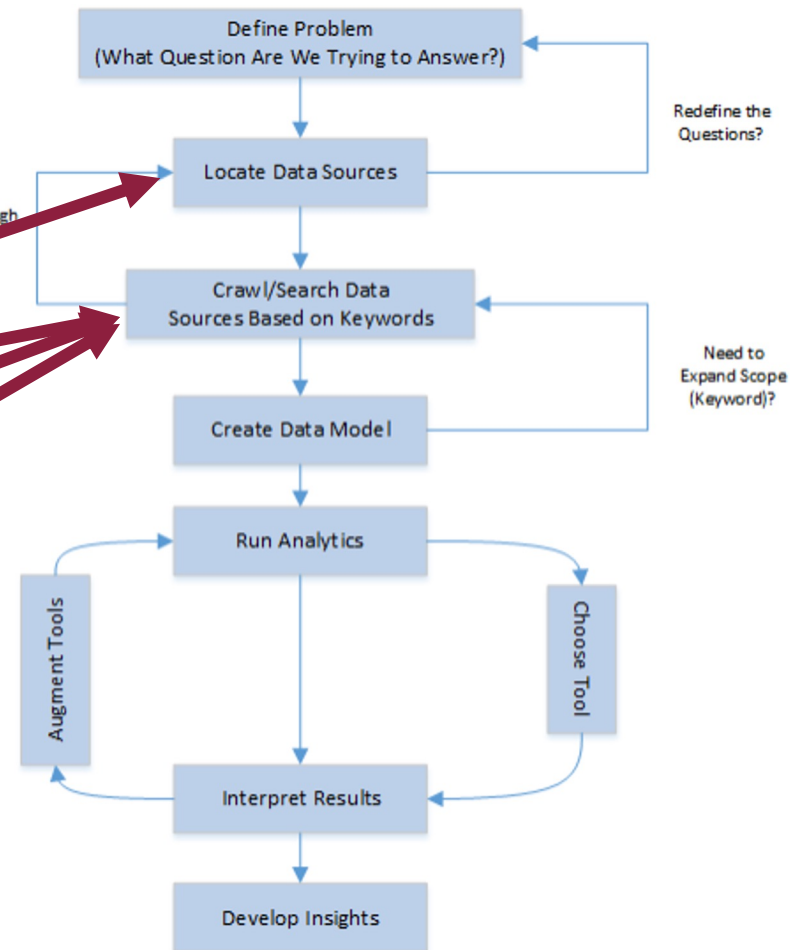 Define Problem
(What Question Are We Trying to Answer?)
Redefine the
Questions?
Locate Data Sources
Crawl/Search Data
Sources Based on Keywords
Need to
Expand Scope
(Keyword)?
Create Data Model
Run Analytics
Augment Tools
Choose Tool
Interpret Results
Develop Insights